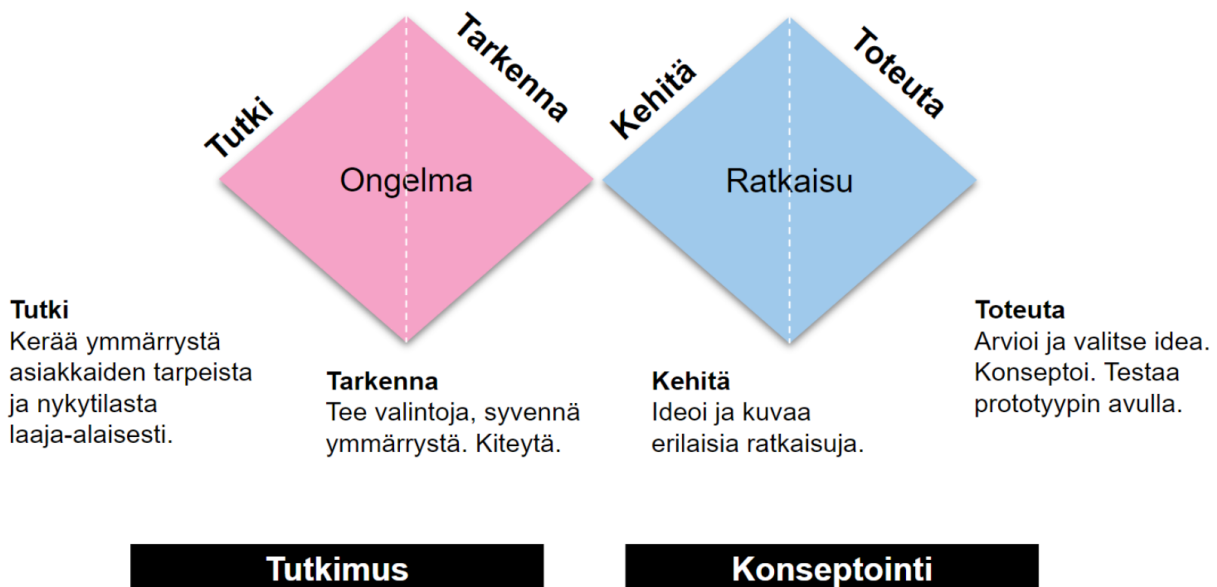 Tutki
Tarkenna
Kehitä
Toteuta
Ongelma
Ratkaisu
Tutki
Kerää ymmärrystä
asiakkaiden tarpeista
ja nykytilasta
laaja-alaisesti.
Tarkenna
Tee valintoja, syvennä
ymmärrystä. Kiteytä.
Kehitä
Ideoi ja kuvaa
erilaisia ratkaisuja.
Toteuta
Arvioi ja valitse idea.
Konseptoi. Testaa
prototyypin avulla.
Tutkimus
Konseptointi